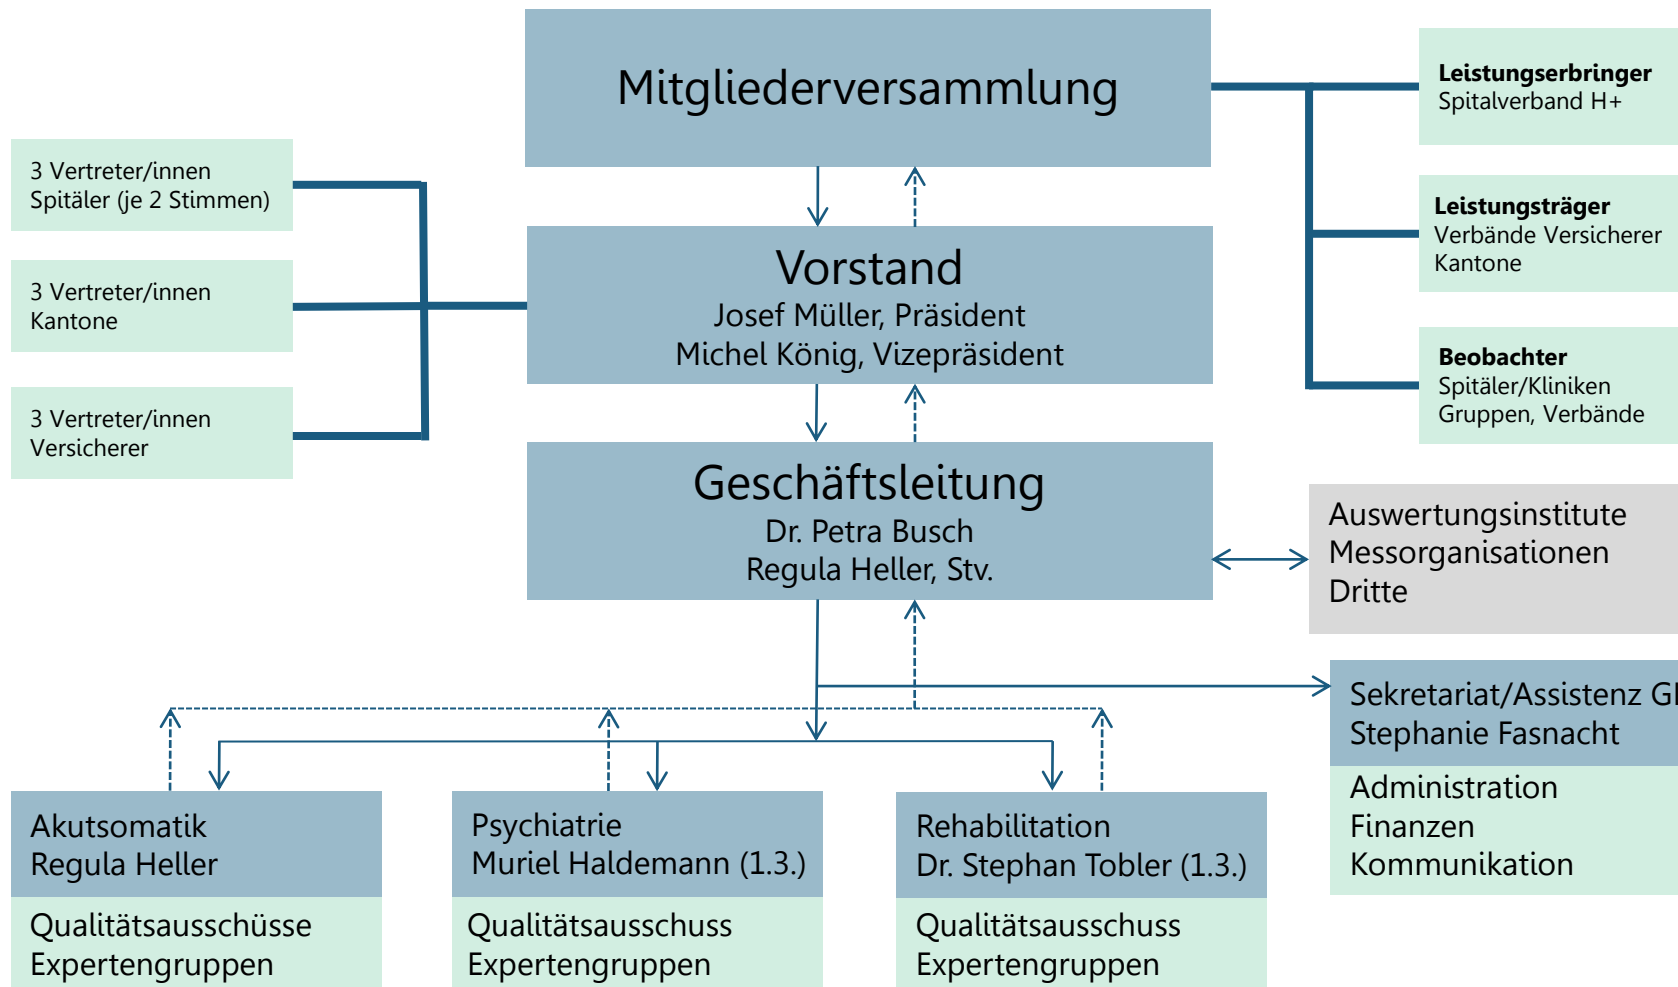 Mitgliederversammlung
Leistungserbringer
Spitalverband H+
Leistungsträger
Verbände Versicherer
Kantone
Beobachter
Spitäler/Kliniken
Gruppen, Verbände
3 Vertreter/innen
Spitäler (je 2 Stimmen)
3 Vertreter/innen
Kantone
3 Vertreter/innen
Versicherer
Vorstand
Josef Müller, Präsident
Michel König, Vizepräsident
Geschäftsleitung
Dr. Petra Busch
Regula Heller, Stv.
Auswertungsinstitute
Messorganisationen
Dritte
Sekretariat/Assistenz
Stephanie Fasnacht
Administration
Finanzen
Kommunikation
Akutsomatik
Regula Heller
Qualitätsausschüsse
Expertengruppen
Psychiatrie
Muriel Haldemann (1.3.)
Qualitätsausschuss
Expertengruppen
Rehabilitation
Dr. Stephan Tobler (1.3.)
Qualitätsausschuss
Expertengruppen